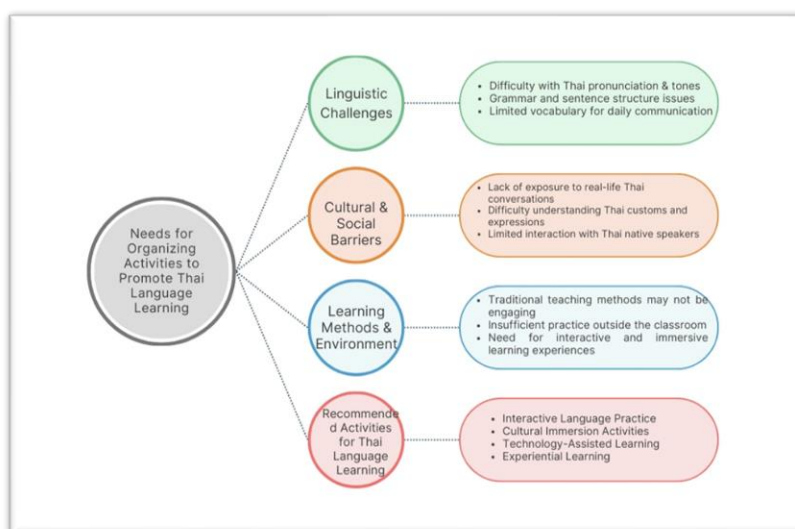 Needs for
Organizing
Activities to
Promote Thai
Language
Learning
Linguistic
Challenges
• Difficulty with Thai pronunciation & tones
• Grammar and sentence structure issues
• Limited vocabulary for daily communication
Cultural &
Social
Barriers
• Lack of exposure to real-life Thai
conversations
• Difficulty understanding Thai customs and
expressions
• Limited interaction with Thai native speakers
Learning
Methods &
Environment
• Traditional teaching methods may not be
engaging
• Insufficient practice outside the classroom
• Need for interactive and immersive
learning experiences
Recommende
d Activities
for Thai
Language
Learning
• Interactive Language Practice
• Cultural Immersion Activities
• Technology-Assisted Learning
• Experiential Learning